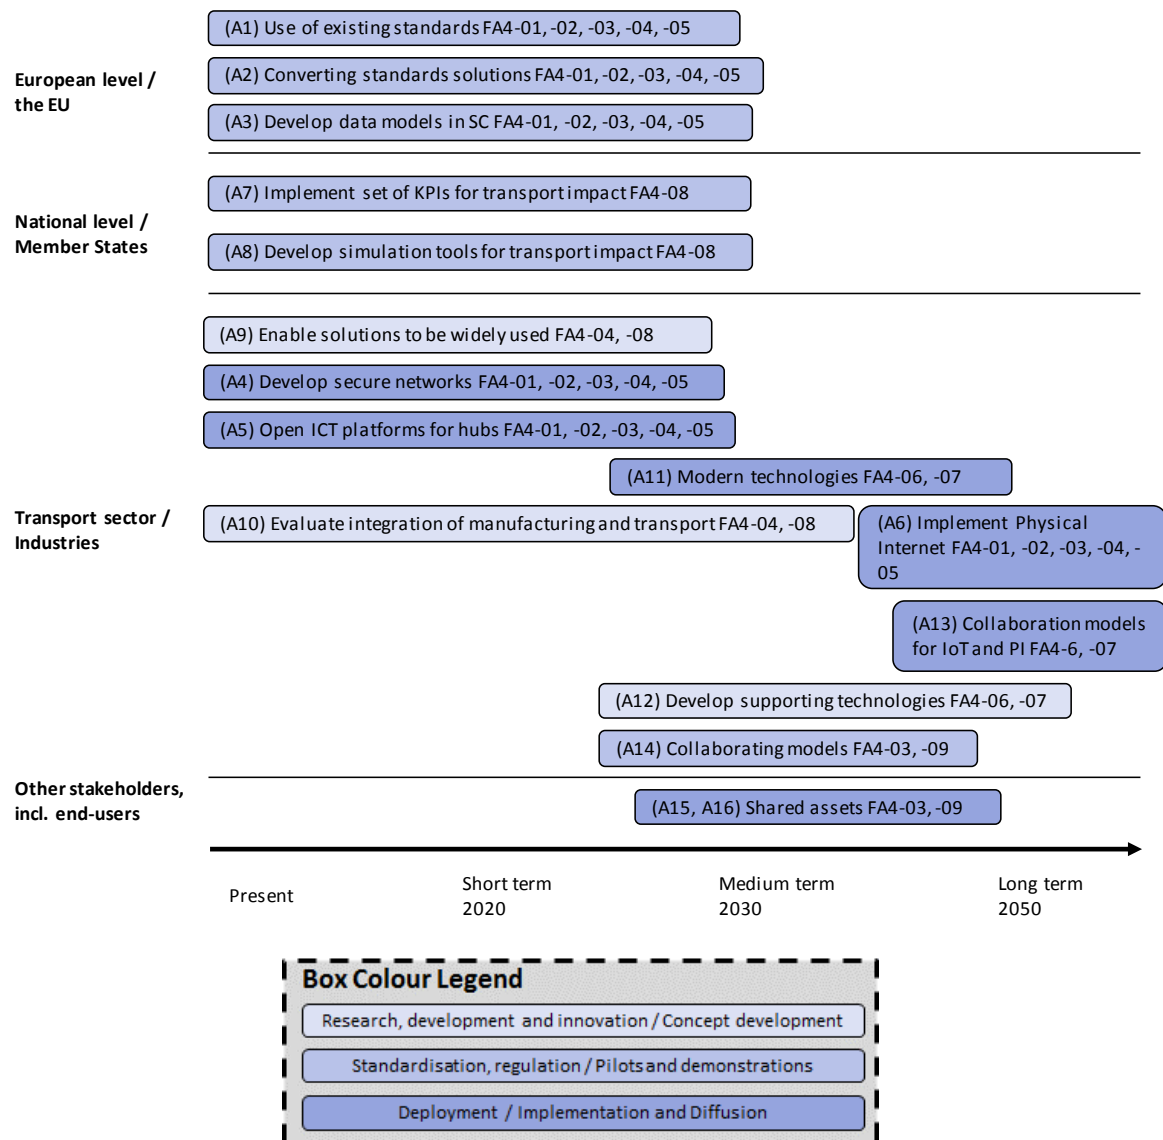 (A1) Use of existing standards FA4-01, -02, -03, -04, -05
European level /
the EU
(A2) Converting standards solutions FA4-01, -02, -03, -04, -05
(A3) Develop data models in SC FA4-01, -02, -03, -04, -05
National level /
Member States
(A7) Implement set of KPIs for transport impact FA4-08
(A8) Develop simulation tools for transport impact FA4-08
(A9) Enable solutions to be widely used FA4-04, -08
(A4) Develop secure networks FA4-01, -02, -03, -04, -05
(A5) Open ICT platforms for hubs FA4-01, -02, -03, -04, -05
(A11) Modern technologies FA4-06, -07
Transport sector /
Industries
(A10) Evaluate integration of manufacturing and transport FA4-04, -08
(A6) Implement Physical
Internet FA4-01, -02, -03, -04, -
05
(A13) Collaboration models
for IoT and PI FA4-6, -07
(A12) Develop supporting technologies FA4-06, -07
(A14) Collaborating models FA4-03, -09
Other stakeholders,
incl. end-users
(A15, A16) Shared assets FA4-03, -09
Present
Short term
2020
Medium term
2030
Long term
2050
Box Colour Legend
Research, development and innovation / Concept development
Standardisation, regulation / Pilots and demonstrations
Deployment / Implementation and Diffusion